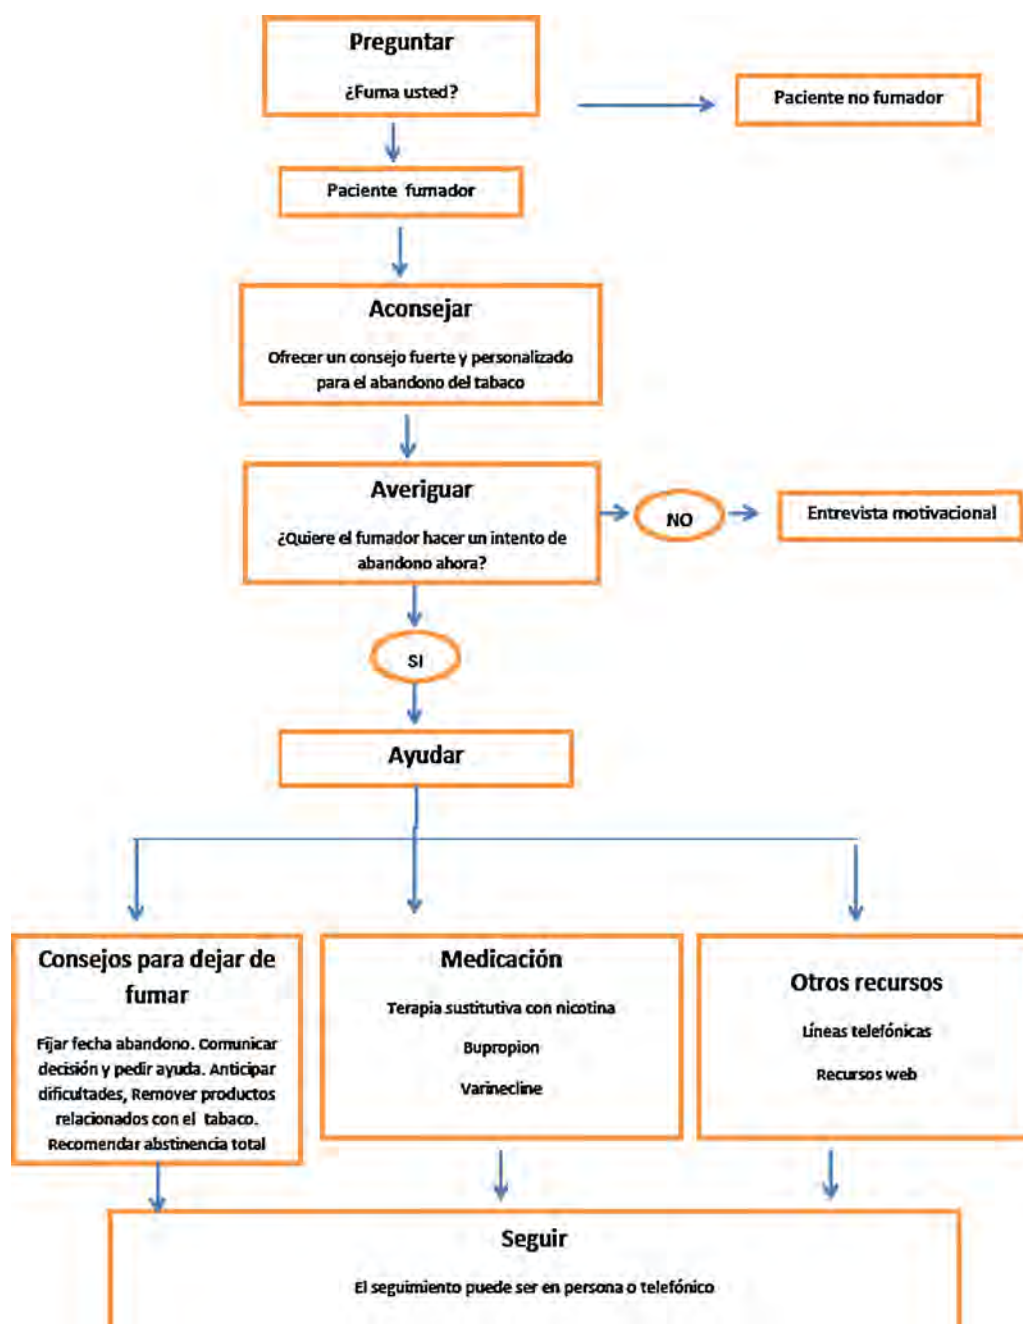 Preguntar
¿Fuma usted?
Paciente no fumador
Paciente fumador
Aconsejar
Ofrecer un consejo fuerte y personalizado
para el abandono del tabaco
Averiguar
¿Quiere el fumador hacer un intento de
abandono ahora?
NO
Entrevista motivacional
SI
Ayudar
Consejos para dejar de
fumar
Fijar fecha abandono. Comunicar
decisión y pedir ayuda. Anticipar
dificultades, Remover productos
relacionados con el tabaco.
Recomendar abstinencia total
Medicación
Terapia sustitutiva con nicotina
Bupropion
Varinecline
Otros recursos
Líneas telefónicas
Recursos web
Seguir
El seguimiento puede ser en persona o telefónico